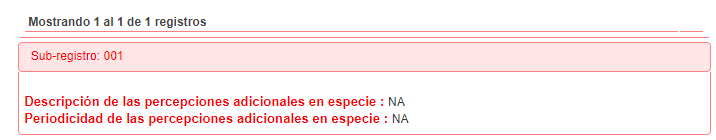 Mostrando 1 al 1 de 1 registros
Sub-registro: 001
Descripción de las percepciones adicionales en especie : NA
Periodicidad de las percepciones adicionales en especie : NA